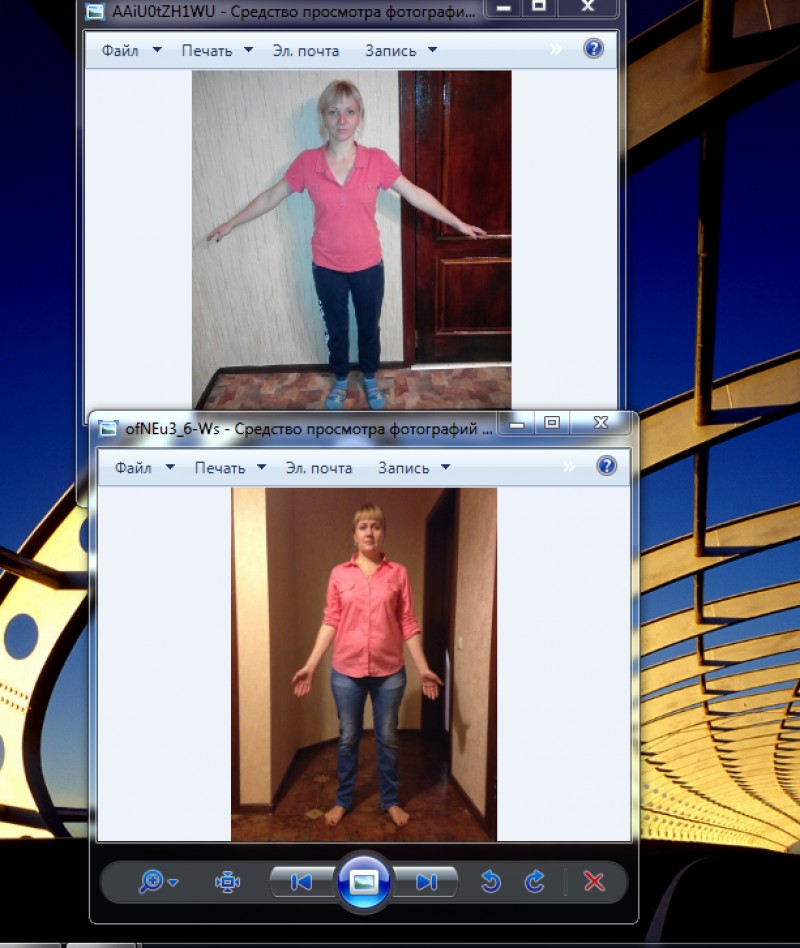 AAiU0tZH1WU - Средство просмотра фотографи...
Файл Печать Эл. почта Запись
ofNEu3_6-Ws - Средство просмотра фотографий ...
Файл Печать Эл. почта Запись